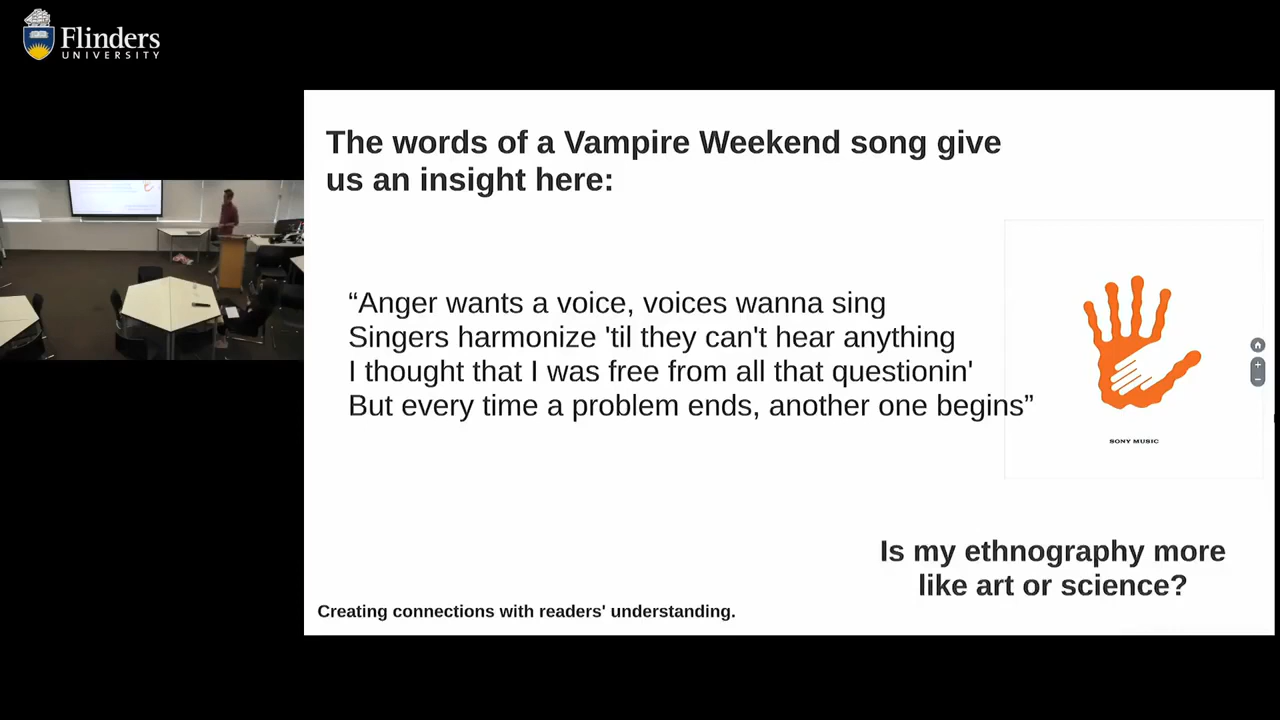 Flinders
UNIVERSITY
The words of a Vampire Weekend song give
us an insight here:
“Anger wants a voice, voices wanna sing
Singers harmonize 'til they can't hear anything
I thought that I was free from all that questionin'
But every time a problem ends, another one begins”
SONY MUSIC
Is my ethnography more
like art or science?
Creating connections with readers' understanding.